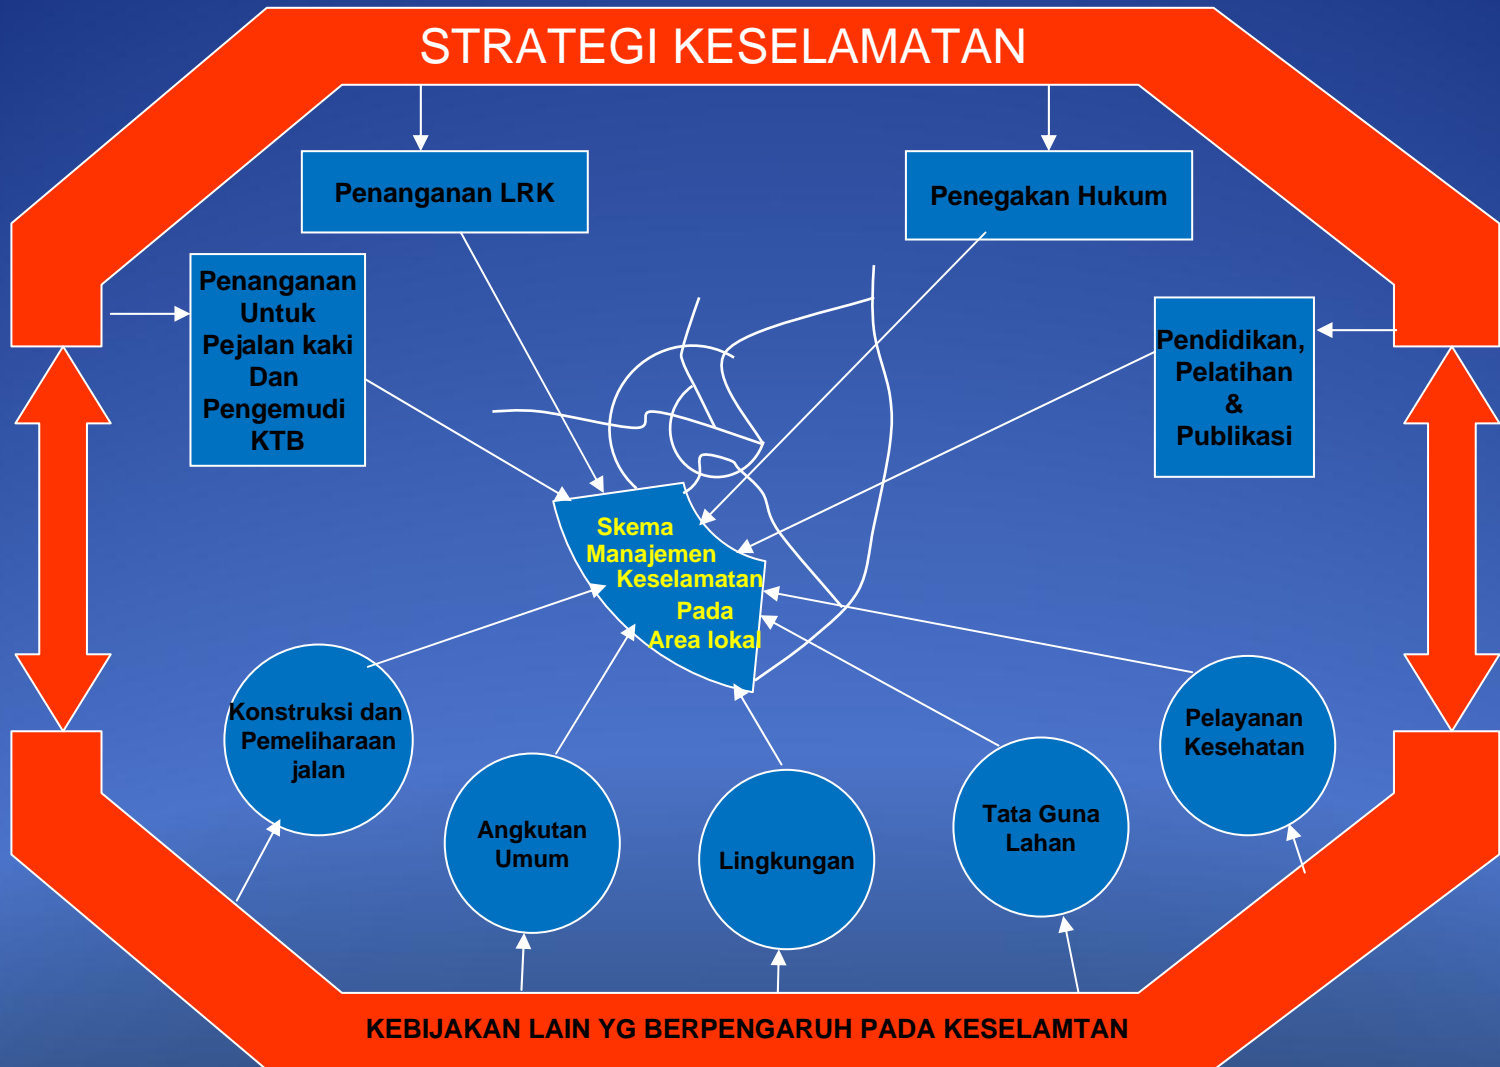 STRATEGI KESELAMATAN
Penanganan LRK
Penegakan Hukum
Penanganan
Untuk
Pejalan kaki
Dan
Pengemudi
KTB
Pendidikan,
Pelatihan
&
Publikasi
Skema
Manajemen
Keselamatan
Pada
Area lokal
Konstruksi dan
Pemeliharaan
jalan
Angkutan
Umum
Lingkungan
Tata Guna
Lahan
Pelayanan
Kesehatan
KEBIJAKAN LAIN YG BERPENGARUH PADA KESELAMTAN